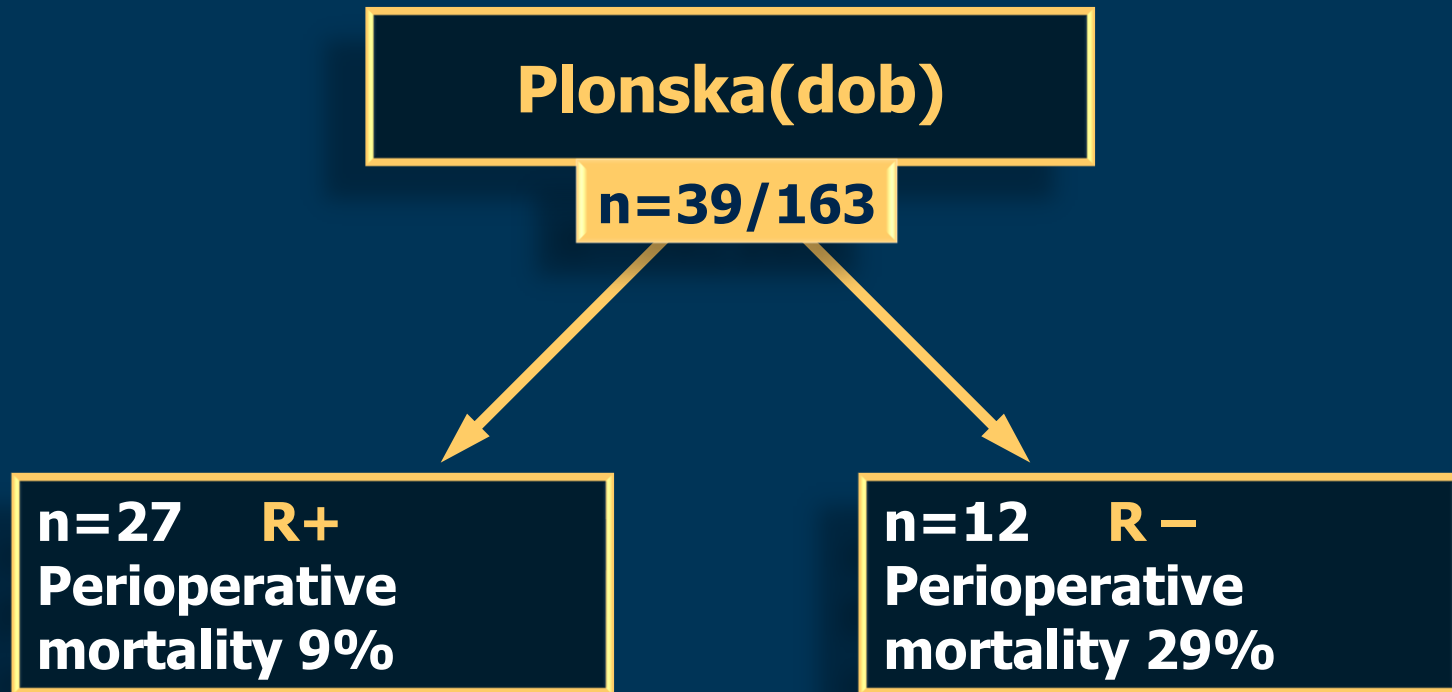 Plonska(dob)
n=39/163
n=27 R+
Perioperative
mortality 9%
n=12 R –
Perioperative
mortality 29%